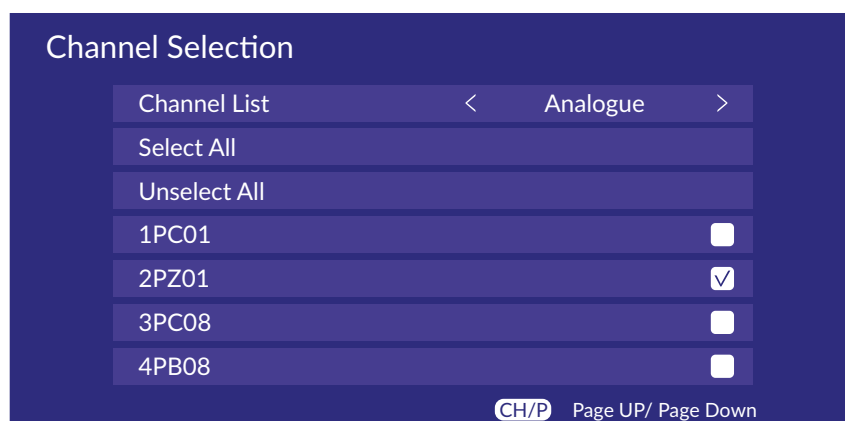 Channel Selection
Channel List < Analogue >
Select All
Unselect All
1PC01
2PZ01
3PC08
4PB08
CH/P Page UP/ Page Down